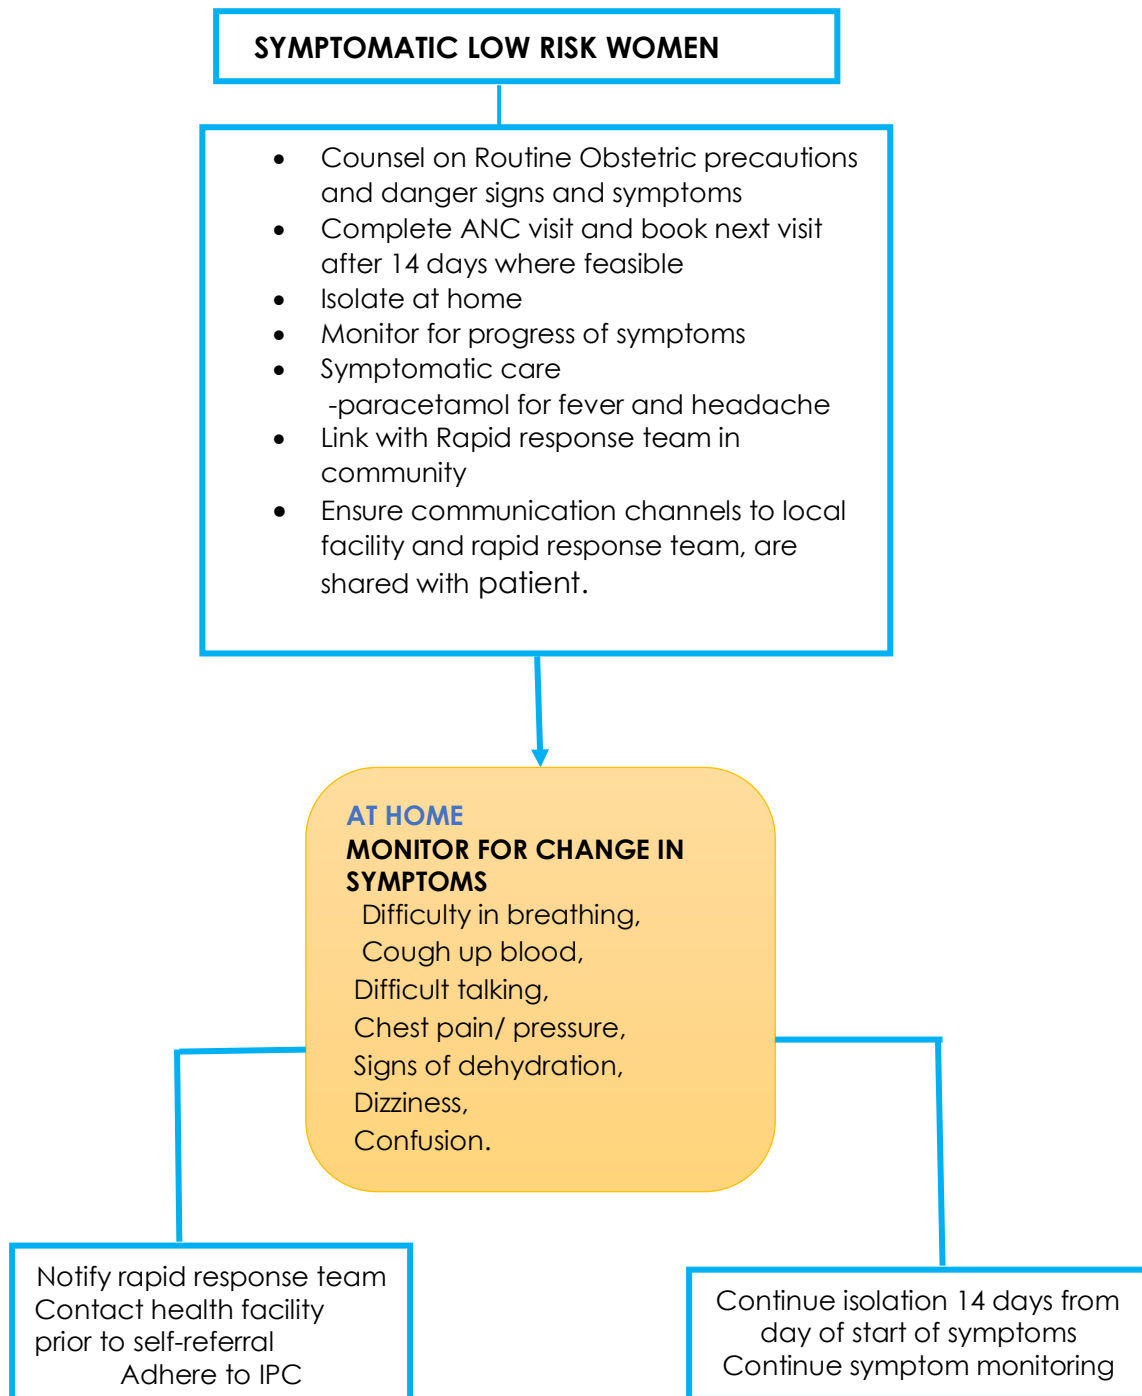 SYMPTOMATIC LOW RISK WOMEN
• Counsel on Routine Obstetric precautions
and danger signs and symptoms
• Complete ANC visit and book next visit
after 14 days where feasible
• Isolate at home
• Monitor for progress of symptoms
• Symptomatic care
-paracetamol for fever and headache
• Link with Rapid response team in
community
• Ensure communication channels to local
facility and rapid response team, are
shared with patient.
AT HOME
MONITOR FOR CHANGE IN
SYMPTOMS
Difficulty in breathing,
Cough up blood,
Difficult talking,
Chest pain/ pressure,
Signs of dehydration,
Dizziness,
Confusion.
Notify rapid response team
Contact health facility
prior to self-referral
Adhere to IPC
Continue isolation 14 days from
day of start of symptoms
Continue symptom monitoring